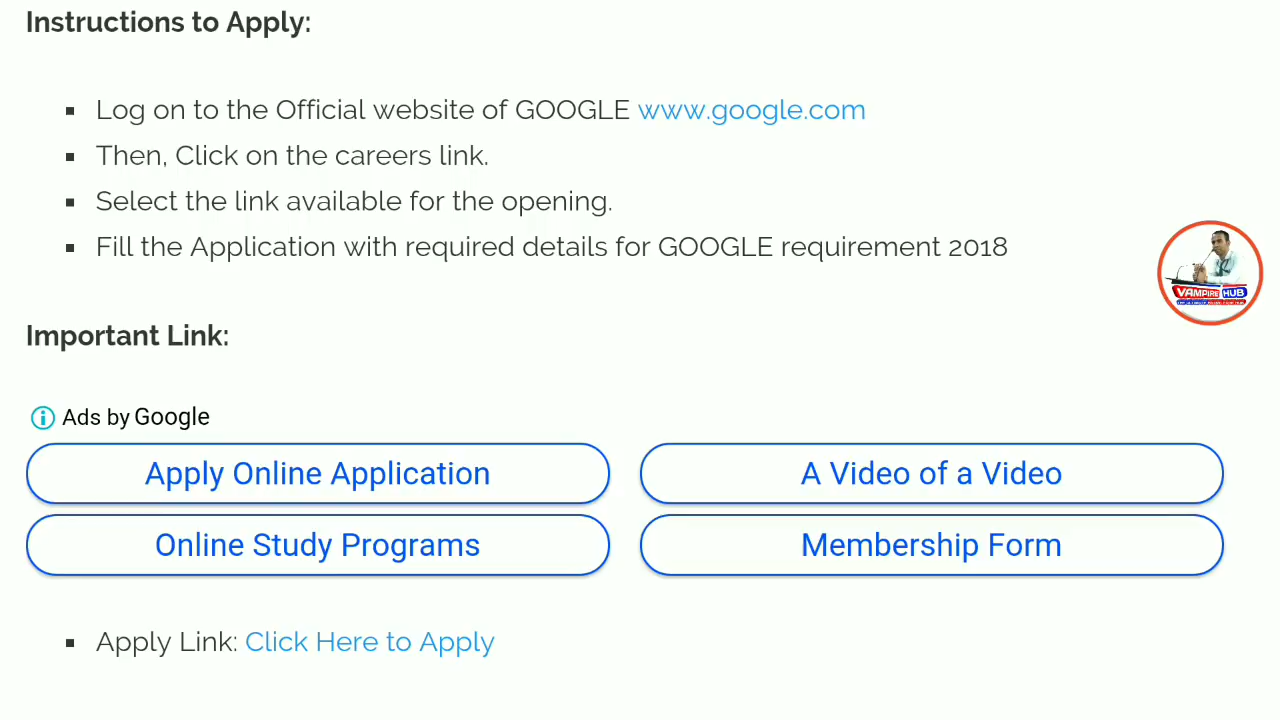 Instructions to Apply:
Log on to the Official website of GOOGLE www.google.com
Then, Click on the careers link.
Select the link available for the opening.
Fill the Application with required details for GOOGLE requirement 2018
VAMPIRE HUB
Important Link:
Ads by Google
Apply Online Application
A Video of a Video
Online Study Programs
Membership Form
Apply Link: Click Here to Apply